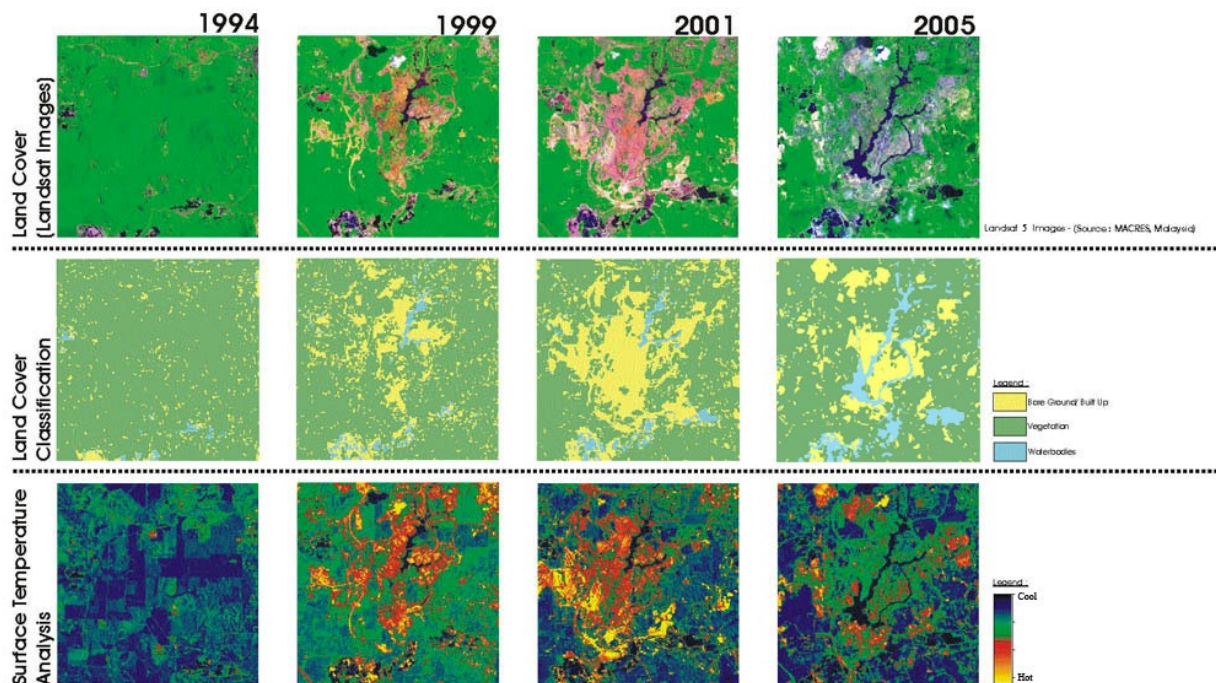 1994
1999
2001
2005
Land Cover
(Landsat Images)
Landsat 5 Images - (Source : MACRES, Malaysia)
Land Cover
Classification
Legend :
Bare Ground/ Built Up
Vegetation
Waterbodies
Surface Temperature
Analysis
Legend :
Cool
Hot